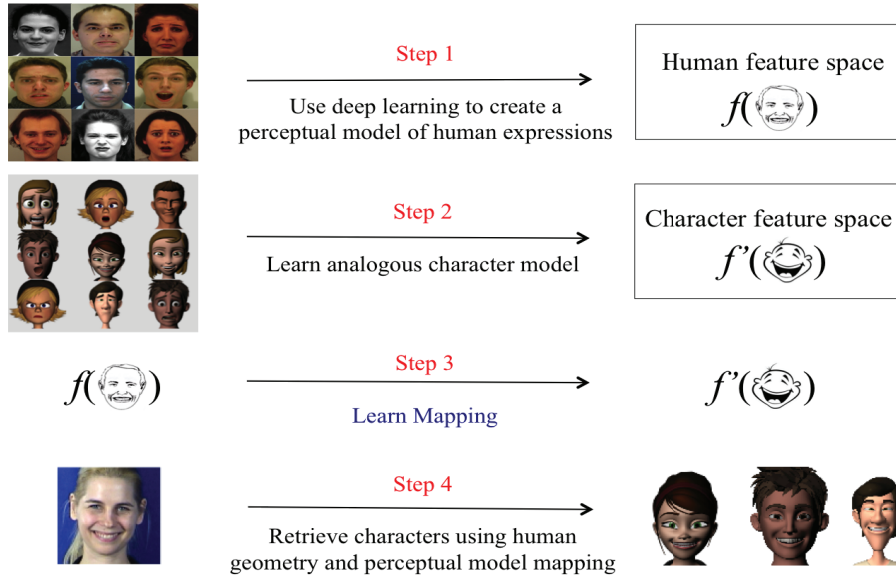 Step 1
Use deep learning to create a
perceptual model of human expressions
Human feature space
f( )
Step 2
Learn analogous character model
Character feature space
f’( )
f( )
Step 3
Learn Mapping
f’( )
Step 4
Retrieve characters using human
geometry and perceptual model mapping